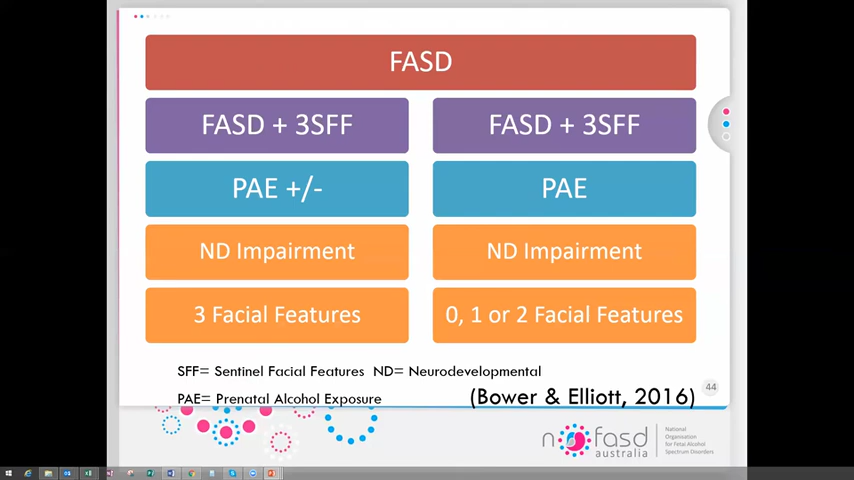 FASD
FASD + 3SFF
FASD + 3SFF
PAE +/-
PAE
ND Impairment
ND Impairment
3 Facial Features
0, 1 or 2 Facial Features
SFF= Sentinel Facial Features ND= Neurodevelopmental
44
PAE= Prenatal Alcohol Exposure
(Bower & Elliott, 2016)
nofasd
australia
National
Organisation
for Fetal Alcohol
Spectrum Disorders